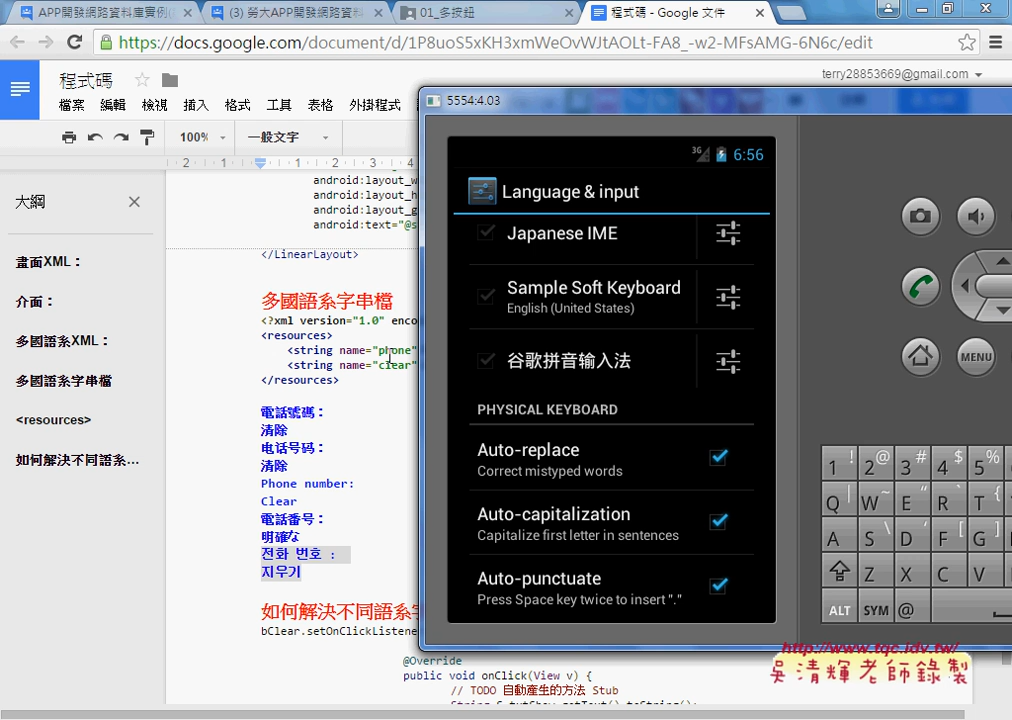 APP開發網路資料庫實例(
(3) 勞大APP開發網路資料
01_多按鈕
程式碼 - Google 文件
https://docs.google.com/document/d/1P8uoS5xKH3xmWeOvWJtAOLt-FA8_-w2-MFsAMG-6N6c/edit
程式碼
terry28853669@gmail.com
檔案 編輯 檢視 插入 格式 工具 表格 外掛程式
100% 一般文字
2 1 1 2 3 4
大綱
畫面XML：
介面：
多國語系XML：
多國語系字串檔
<resources>
如何解決不同語系...
android:layout_w
android:layout_h
android:layout_g
android:text="@s
</LinearLayout>
多國語系字串檔
<?xml version="1.0" enco
<resources>
<string name="phone"
<string name="clear"
</resources>
電話號碼：
清除
电话号码：
清除
Phone number:
Clear
電話番号：
明確な
전화 번호 :
지우기
如何解決不同語系字
bClear.setOnClickListene
@Override
public void onClick(View v) {
// TODO 自動產生的方法 Stub
5554:4.03
3G 6:56
Language & input
Japanese IME
Sample Soft Keyboard
English (United States)
谷歌拼音输入法
PHYSICAL KEYBOARD
Auto-replace
Correct mistyped words
Auto-capitalization
Capitalize first letter in sentences
Auto-punctuate
Press Space key twice to insert "."
MENU
1 ! 2 @ 3 # 4 $ 5 %
Q | W ~ E “ R ` T {
A S \ D ‘ F [ G ]
Z X C V
ALT SYM @
http://www.tqc.idv.tw/
吳清輝老師錄製